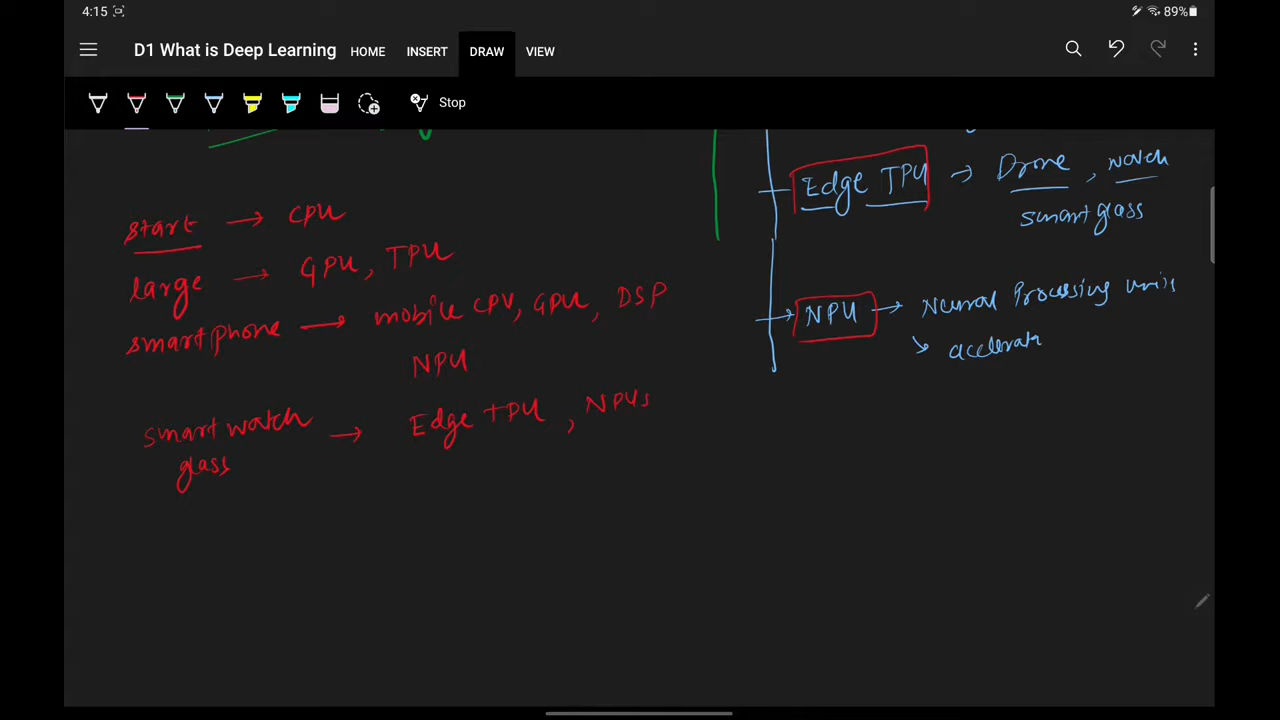 4:15 89%
D1 What is Deep Learning HOME INSERT DRAW VIEW
Stop
start → CPU
large → GPU, TPU
smartphone → mobile CPU, GPU, DSP
NPU
smart watch → Edge TPU, NPUs
glass
Edge TPU → Drone, watch
smart glass
→ NPU → Neural Processing units
↘ acelerate